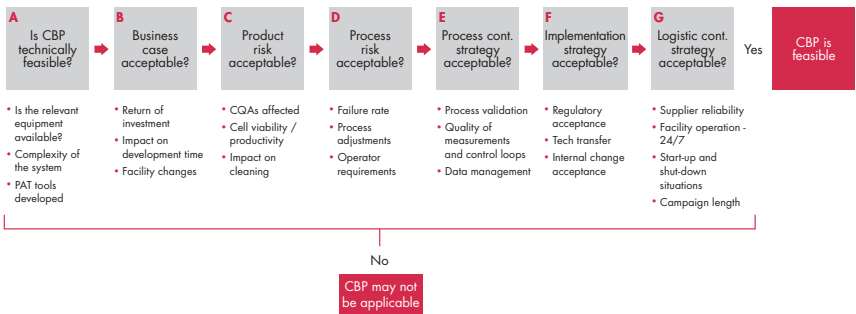 A
Is CBP
technically
feasible?
B
Business
case
acceptable?
C
Product
risk
acceptable?
D
Process
risk
acceptable?
E
Process cont.
strategy
acceptable?
F
Implementation
strategy
acceptable?
G
Logistic cont.
strategy
acceptable?
Yes
CBP is
feasible
• Is the relevant
equipment
available?
• Complexity of
the system
• PAT tools
developed
• Return of
investment
• Impact on
development time
• Facility changes
• CQAs affected
• Cell viability /
productivity
• Impact on
cleaning
• Failure rate
• Process
adjustments
• Operator
requirements
• Process validation
• Quality of
measurements
and control loops
• Data management
• Regulatory
acceptance
• Tech transfer
• Internal change
acceptance
• Supplier reliability
• Facility operation -
24/7
• Start-up and
shut-down
situations
• Campaign length
No
CBP may not
be applicable